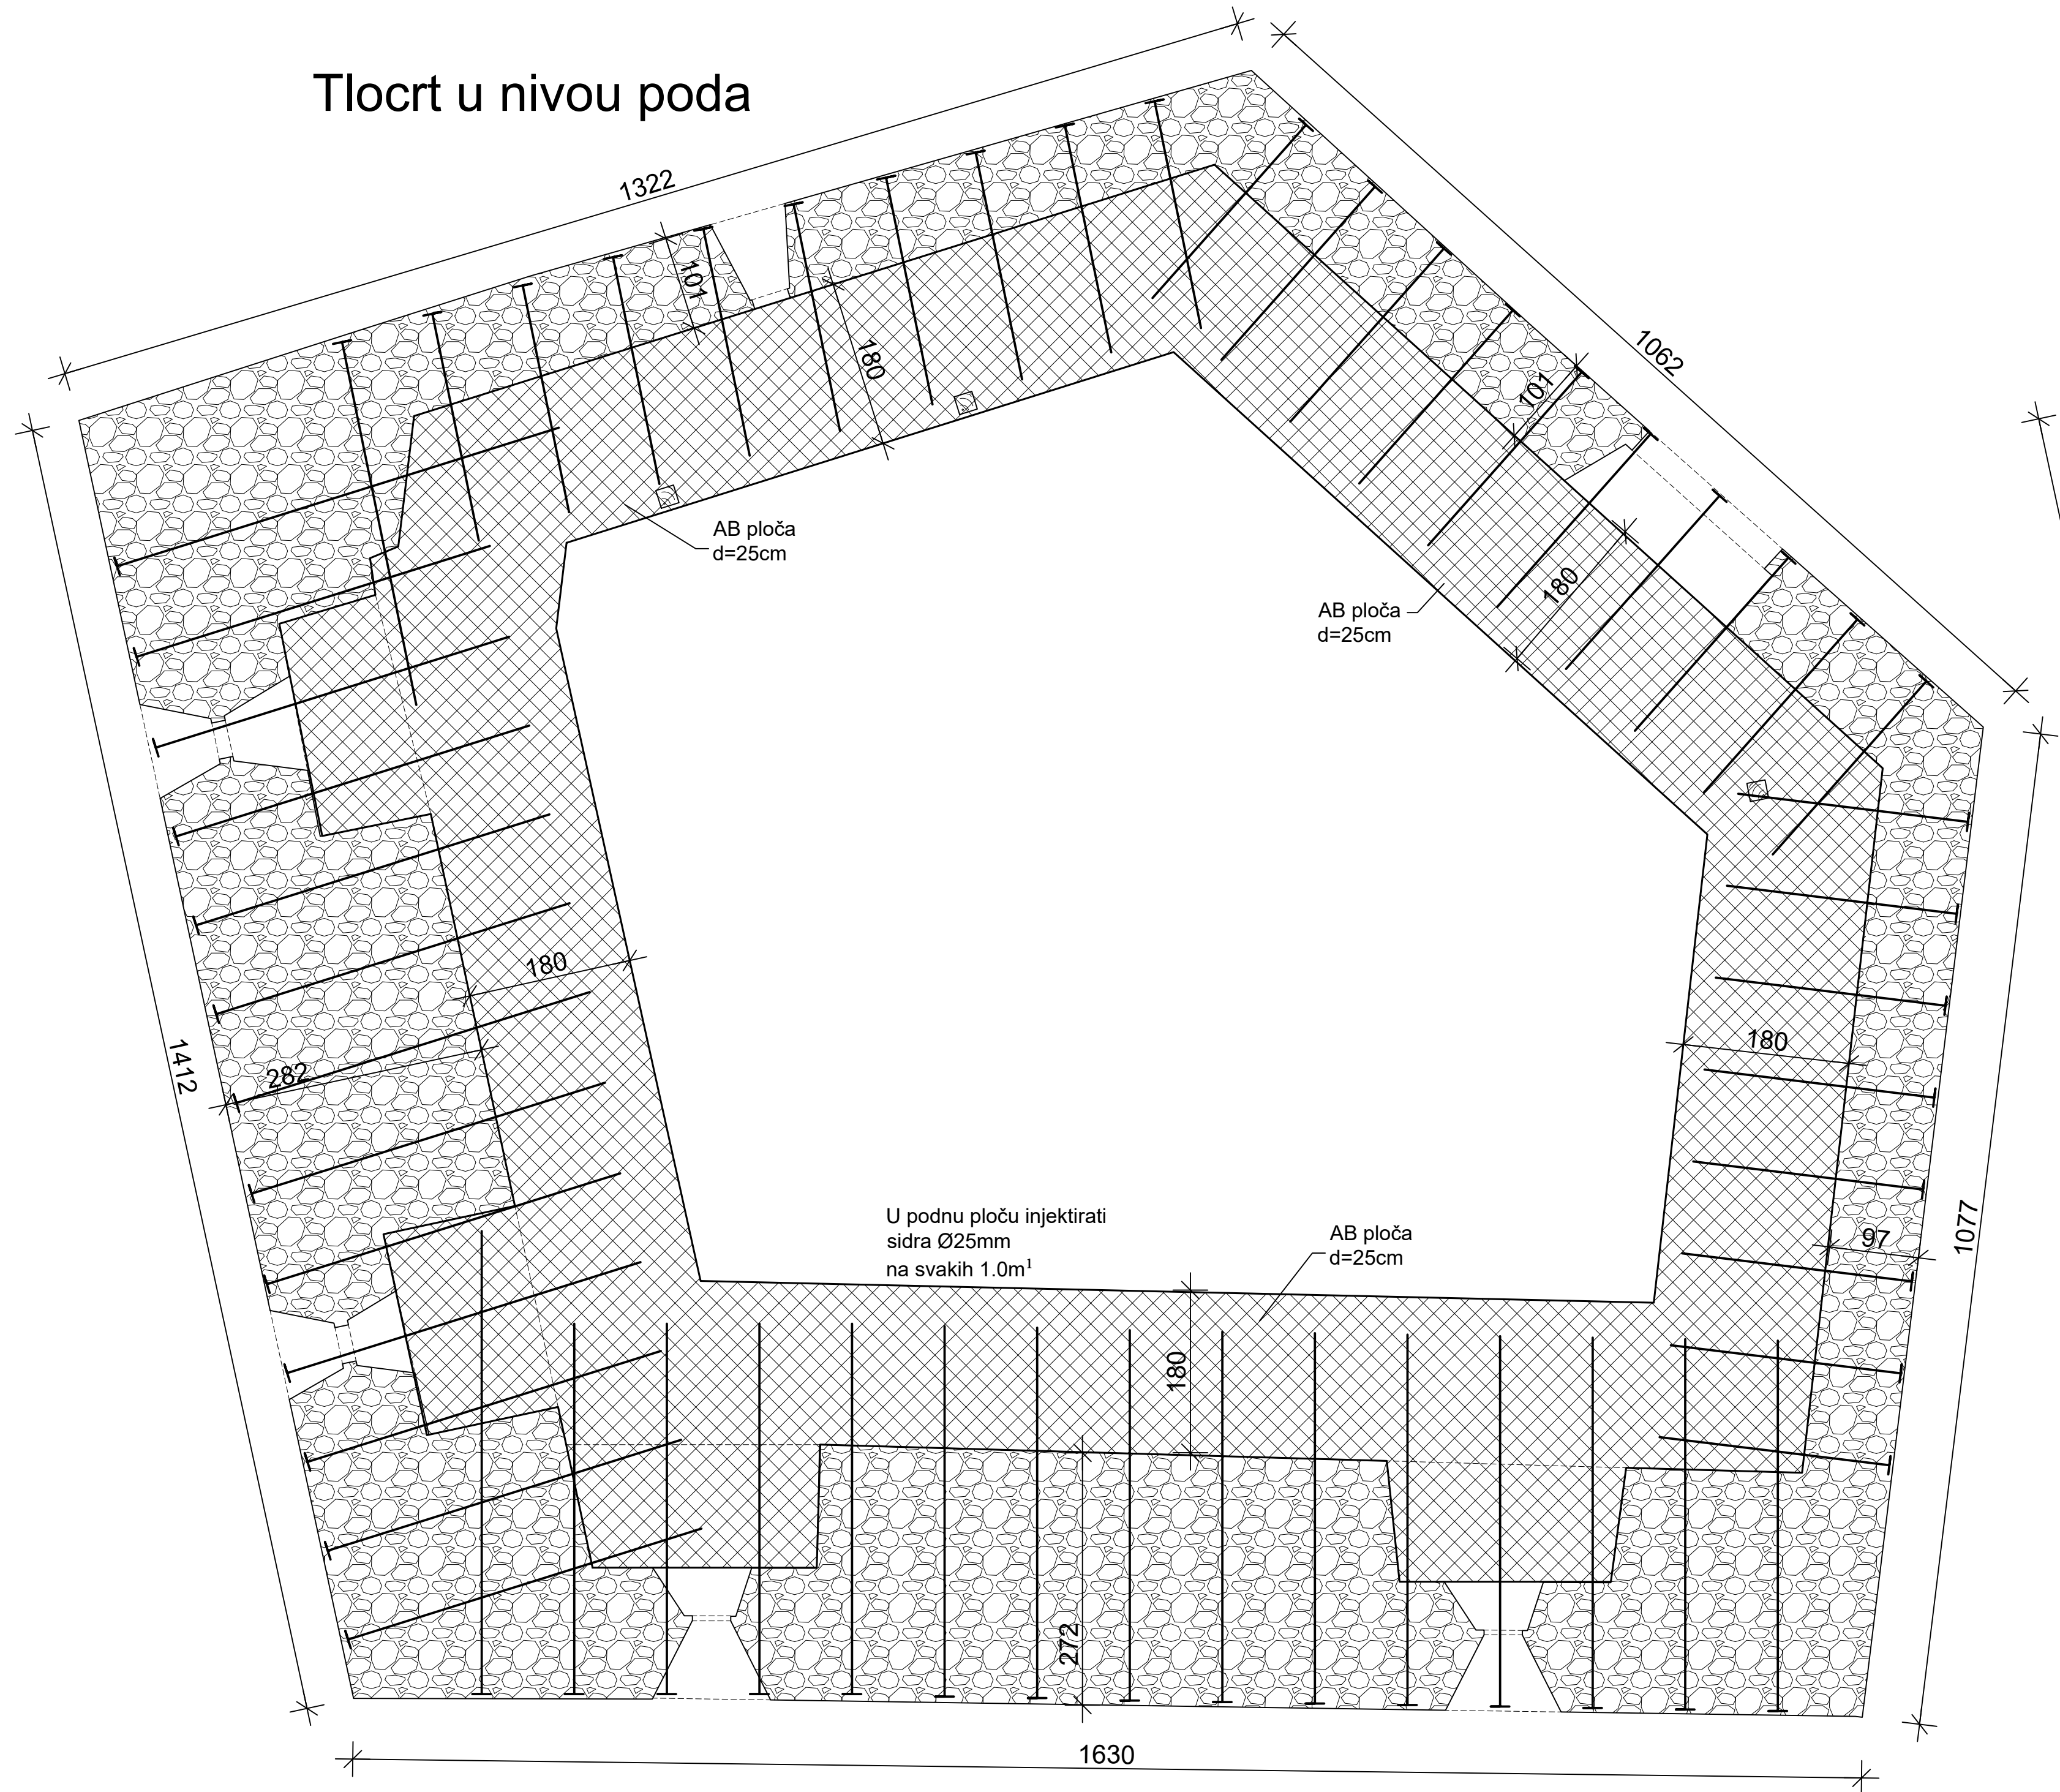 Tlocrt u nivou poda
1322
101
180
1062
101
180
AB ploča
d=25cm
AB ploča
d=25cm
180
282
1412
180
97
1077
U podnu ploču injektirati
sidra Ø25mm
na svakih 1.0m¹
AB ploča
d=25cm
180
272
1630